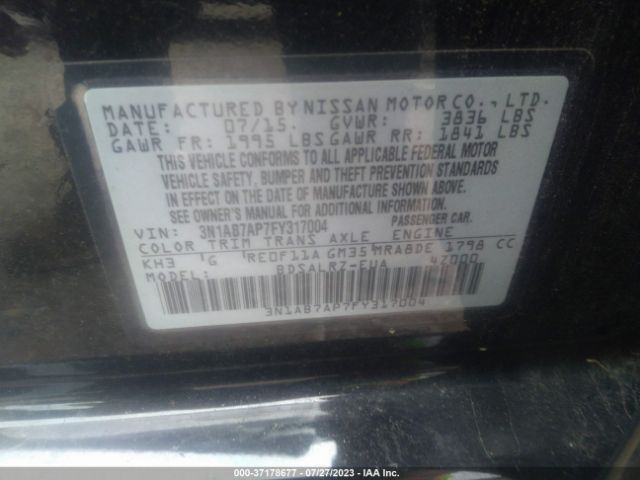 MANUFACTURED BY NISSAN MOTOR CO., LTD.
DATE: 07/15. GVWR: 3836 LBS
GAWR FR: 1995 LBS GAWR RR: 1841 LBS
THIS VEHICLE CONFORMS TO ALL APPLICABLE FEDERAL MOTOR
VEHICLE SAFETY, BUMPER AND THEFT PREVENTION STANDARDS
IN EFFECT ON THE DATE OF MANUFACTURE SHOWN ABOVE.
SEE OWNER'S MANUAL FOR ADDITIONAL INFORMATION.
VIN: 3N1AB7AP7FY317004 PASSENGER CAR.
COLOR TRIM TRANS AXLE ENGINE
KH3 G RE0F11A GM35 MRA8DE 1798 CC
MODEL: BDSALRZ-EUA 4Z000
3N1AB7AP7FY317004
000-37178677 - 07/27/2023 - IAA Inc.